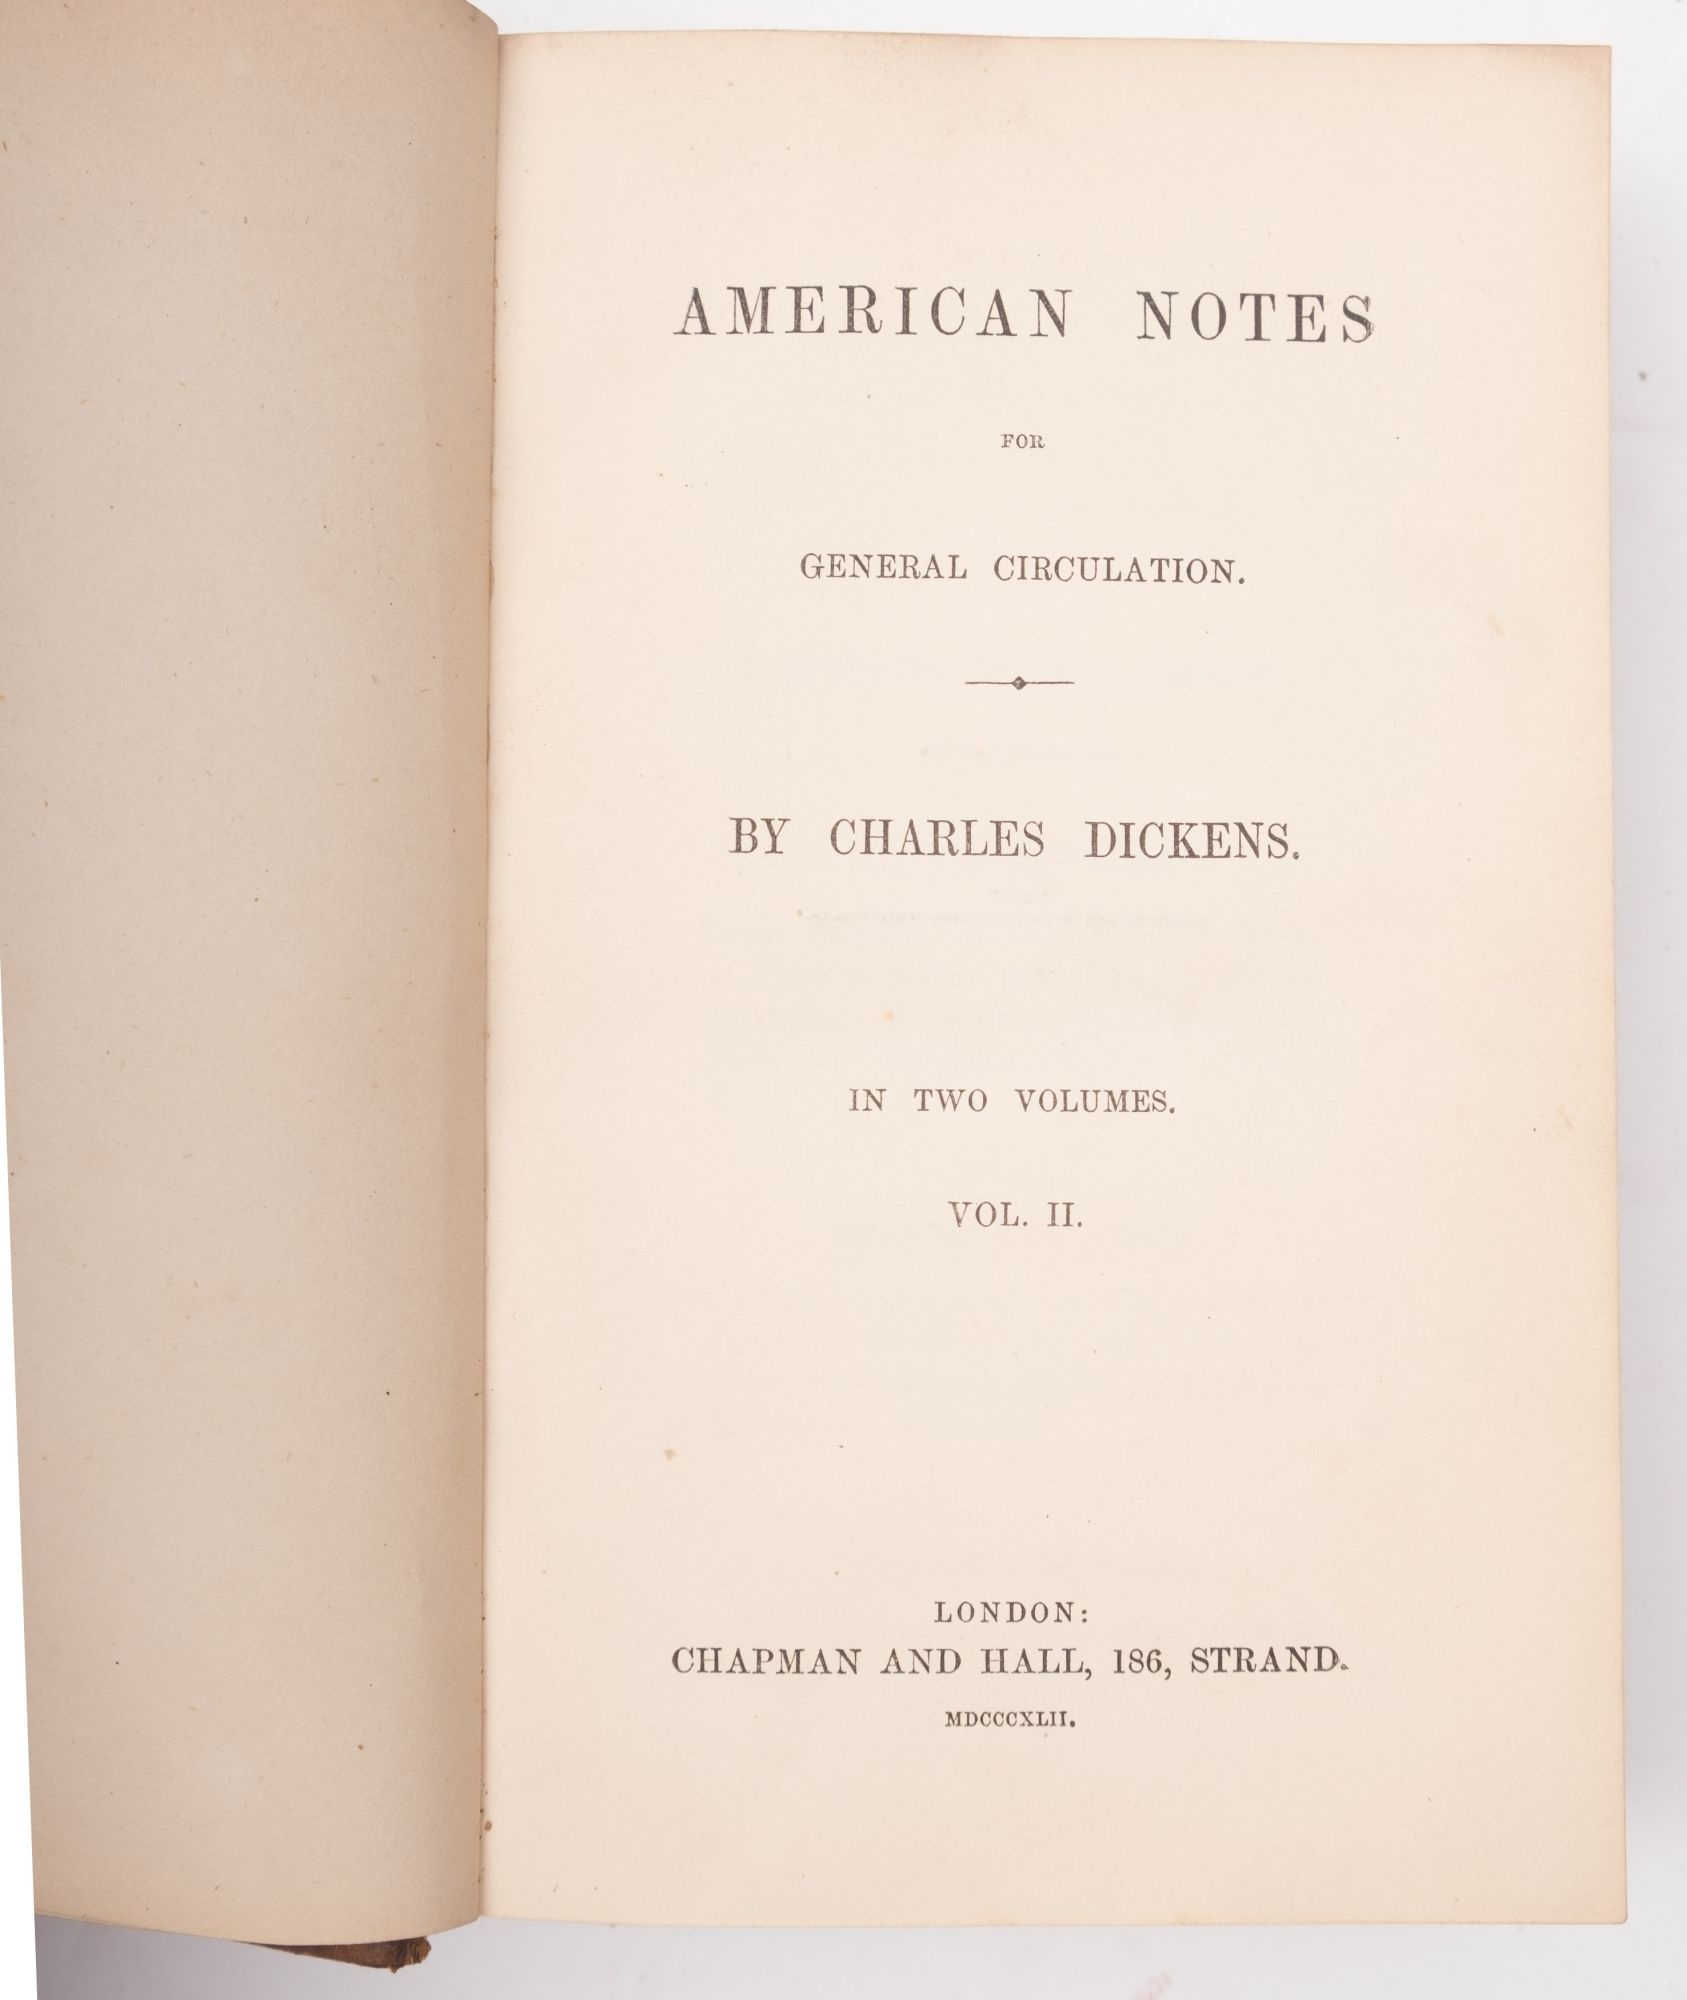 AMERICAN NOTES
FOR
GENERAL CIRCULATION.
BY CHARLES DICKENS.
IN TWO VOLUMES.
VOL. II.
LONDON:
CHAPMAN AND HALL, 186, STRAND.
MDCCCXLII.